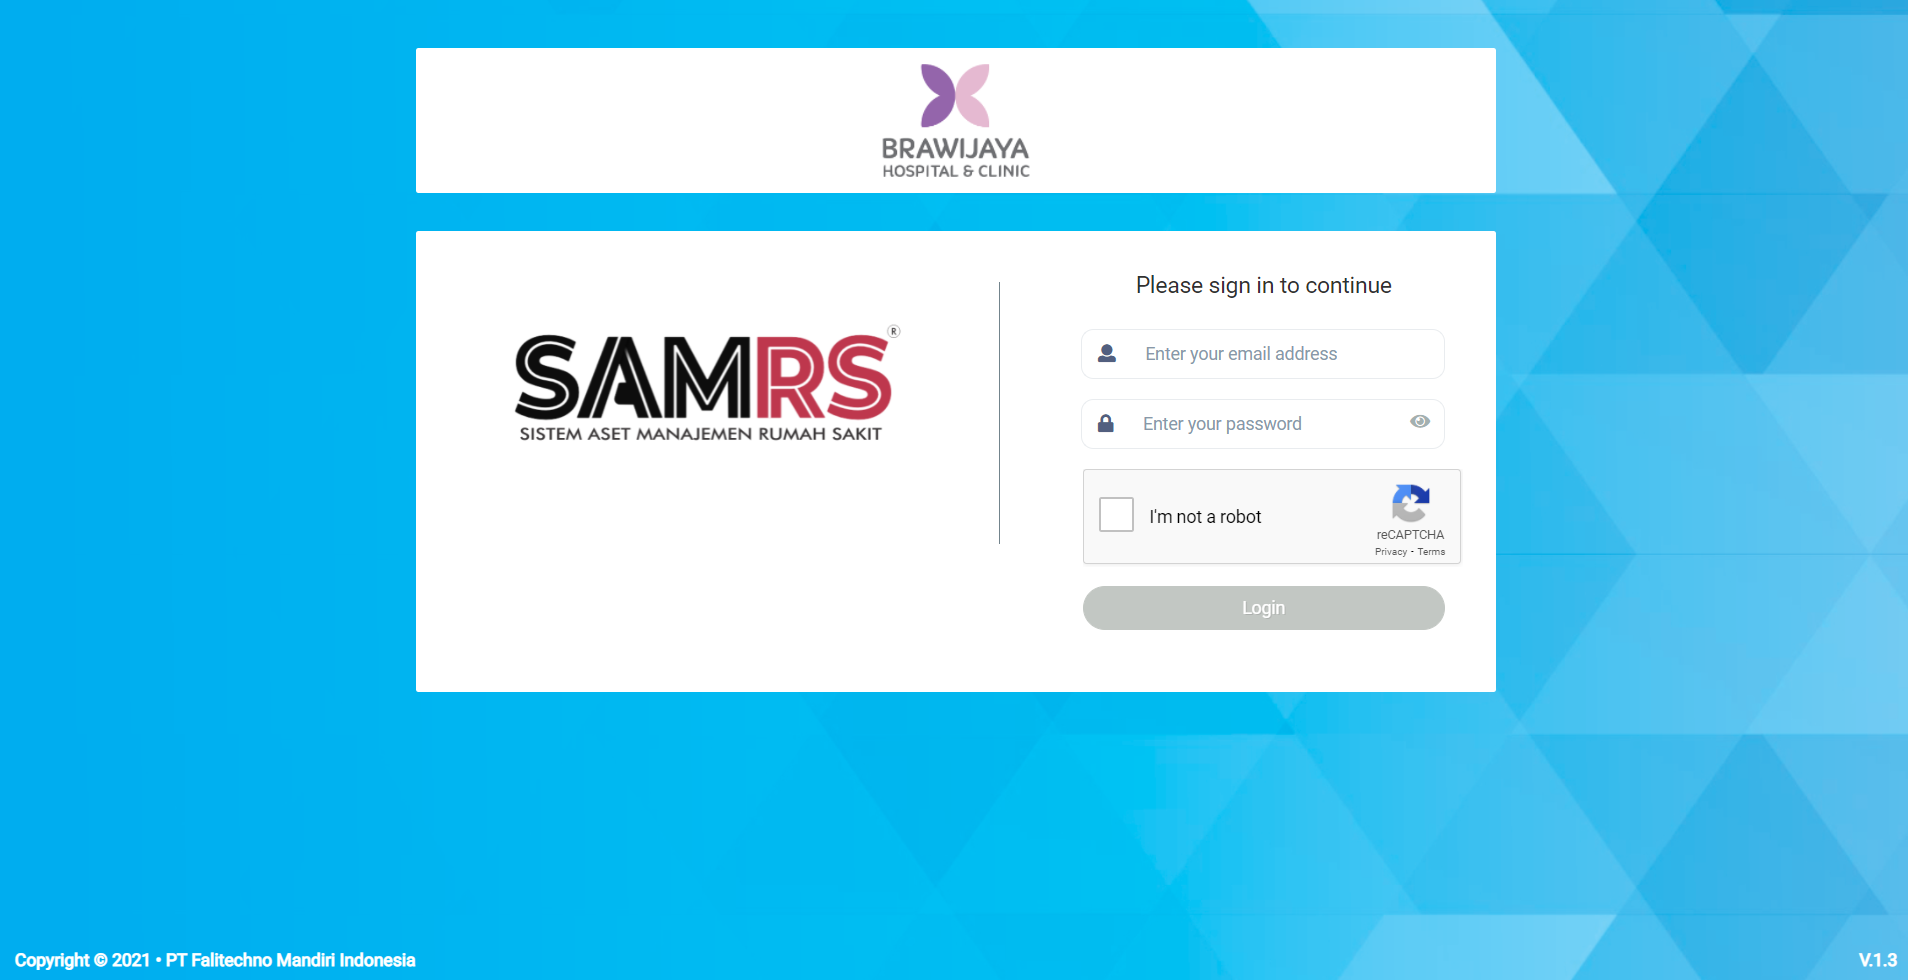 BRAWIJAYA
HOSPITAL & CLINIC
SAMRS®
SISTEM ASET MANAJEMEN RUMAH SAKIT
Please sign in to continue
Enter your email address
Enter your password
I'm not a robot
reCAPTCHA
Privacy - Terms
Login
Copyright © 2021 • PT Falitechno Mandiri Indonesia
V.1.3